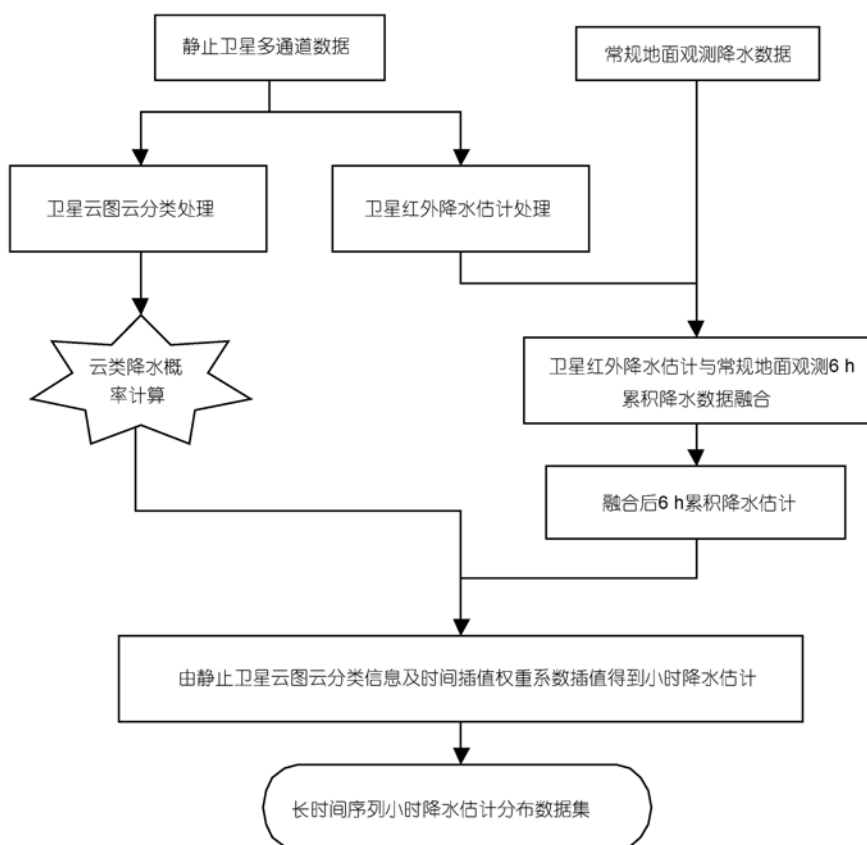 静止卫星多通道数据
常规地面观测降水数据
卫星云图云分类处理
卫星红外降水估计处理
云类降水概
率计算
卫星红外降水估计与常规地面观测6 h
累积降水数据融合
融合后6 h累积降水估计
由静止卫星云图云分类信息及时间插值权重系数插值得到小时降水估计
长时间序列小时降水估计分布数据集